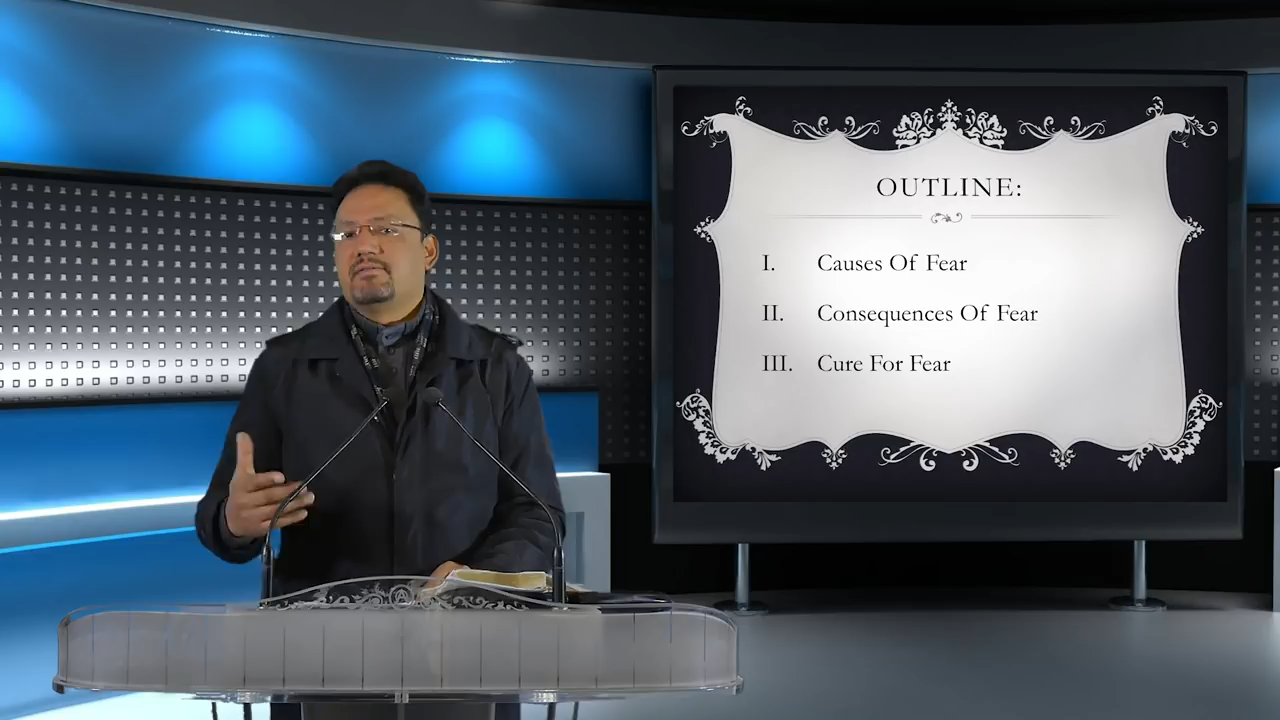 OUTLINE:
I. Causes Of Fear
II. Consequences Of Fear
III. Cure For Fear